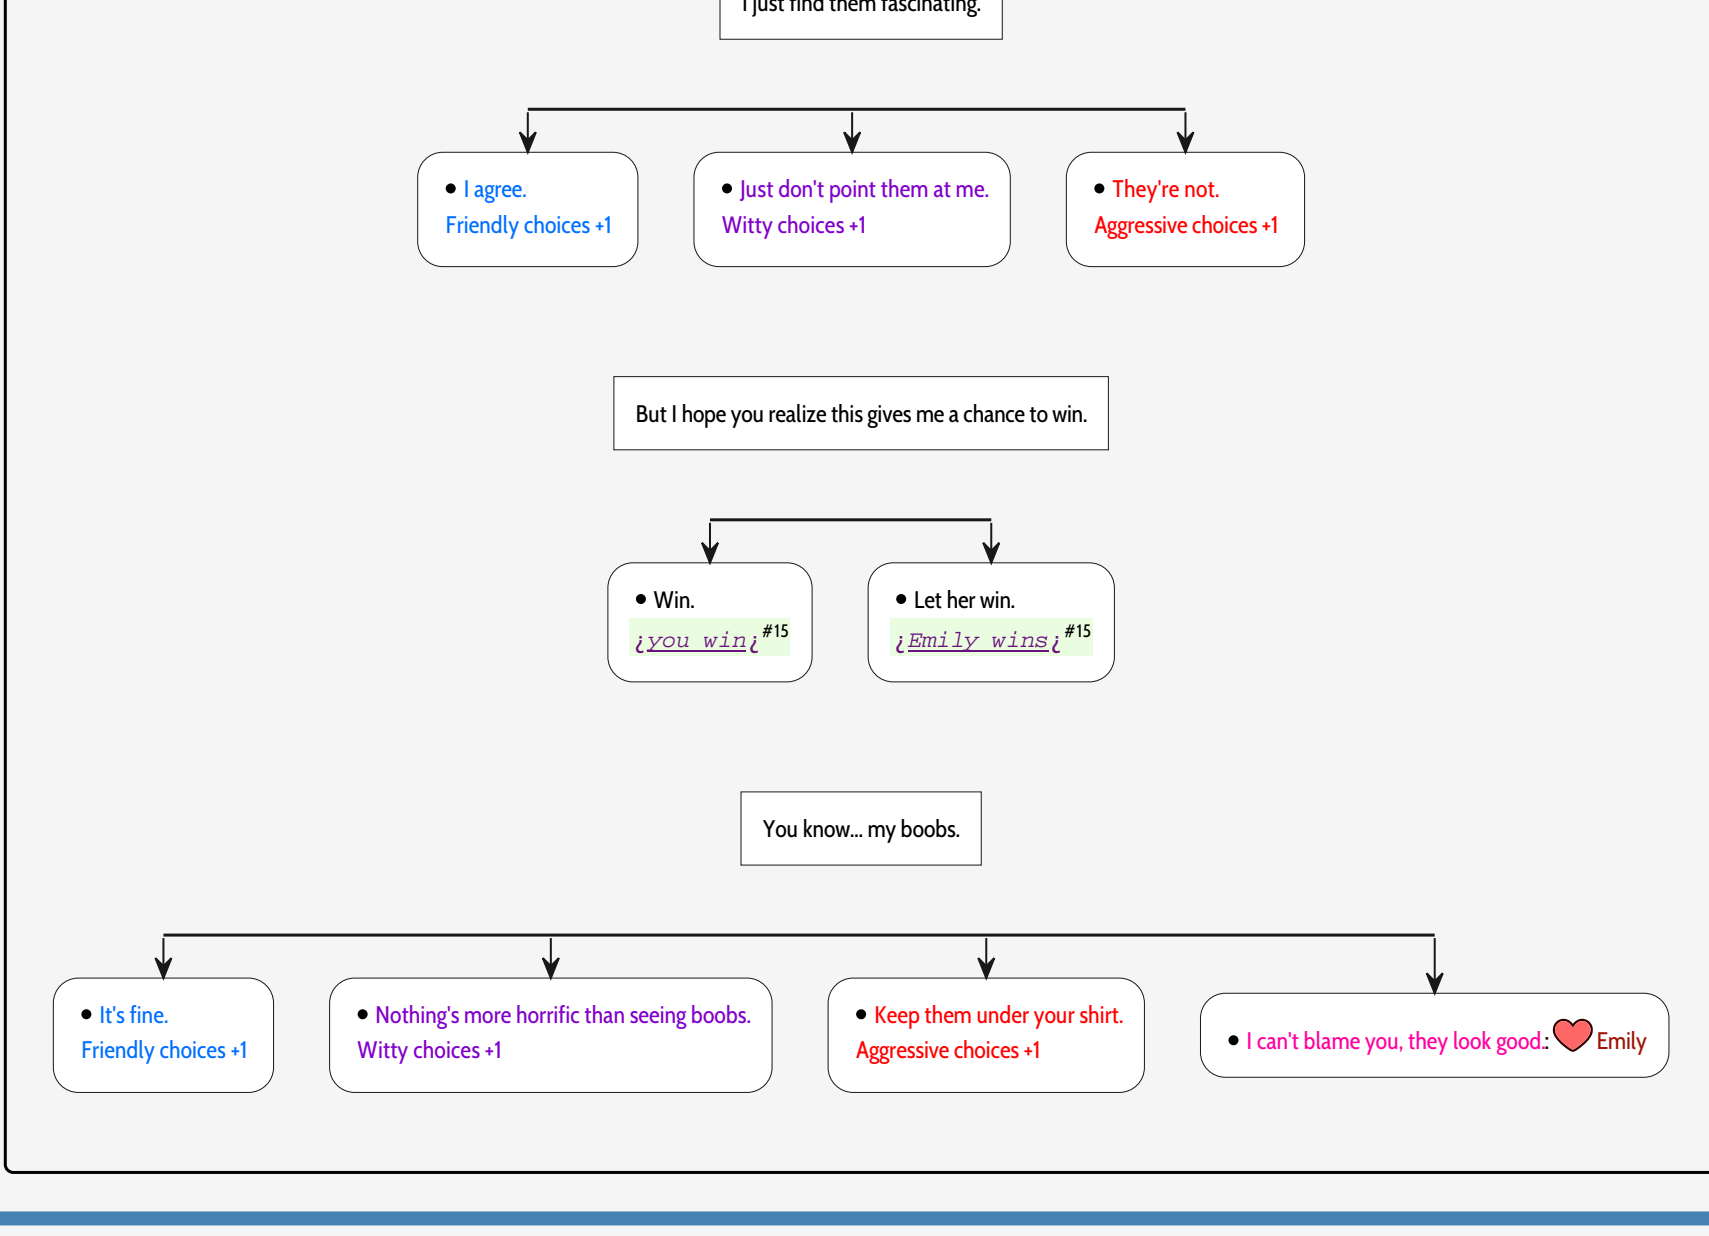 I just find them fascinating.
• I agree.
Friendly choices +1
• Just don't point them at me.
Witty choices +1
• They're not.
Aggressive choices +1
But I hope you realize this gives me a chance to win.
• Win.
¿you win¿#15
• Let her win.
¿Emily wins¿#15
You know... my boobs.
• It's fine.
Friendly choices +1
• Nothing's more horrific than seeing boobs.
Witty choices +1
• Keep them under your shirt.
Aggressive choices +1
• I can't blame you, they look good.: Emily